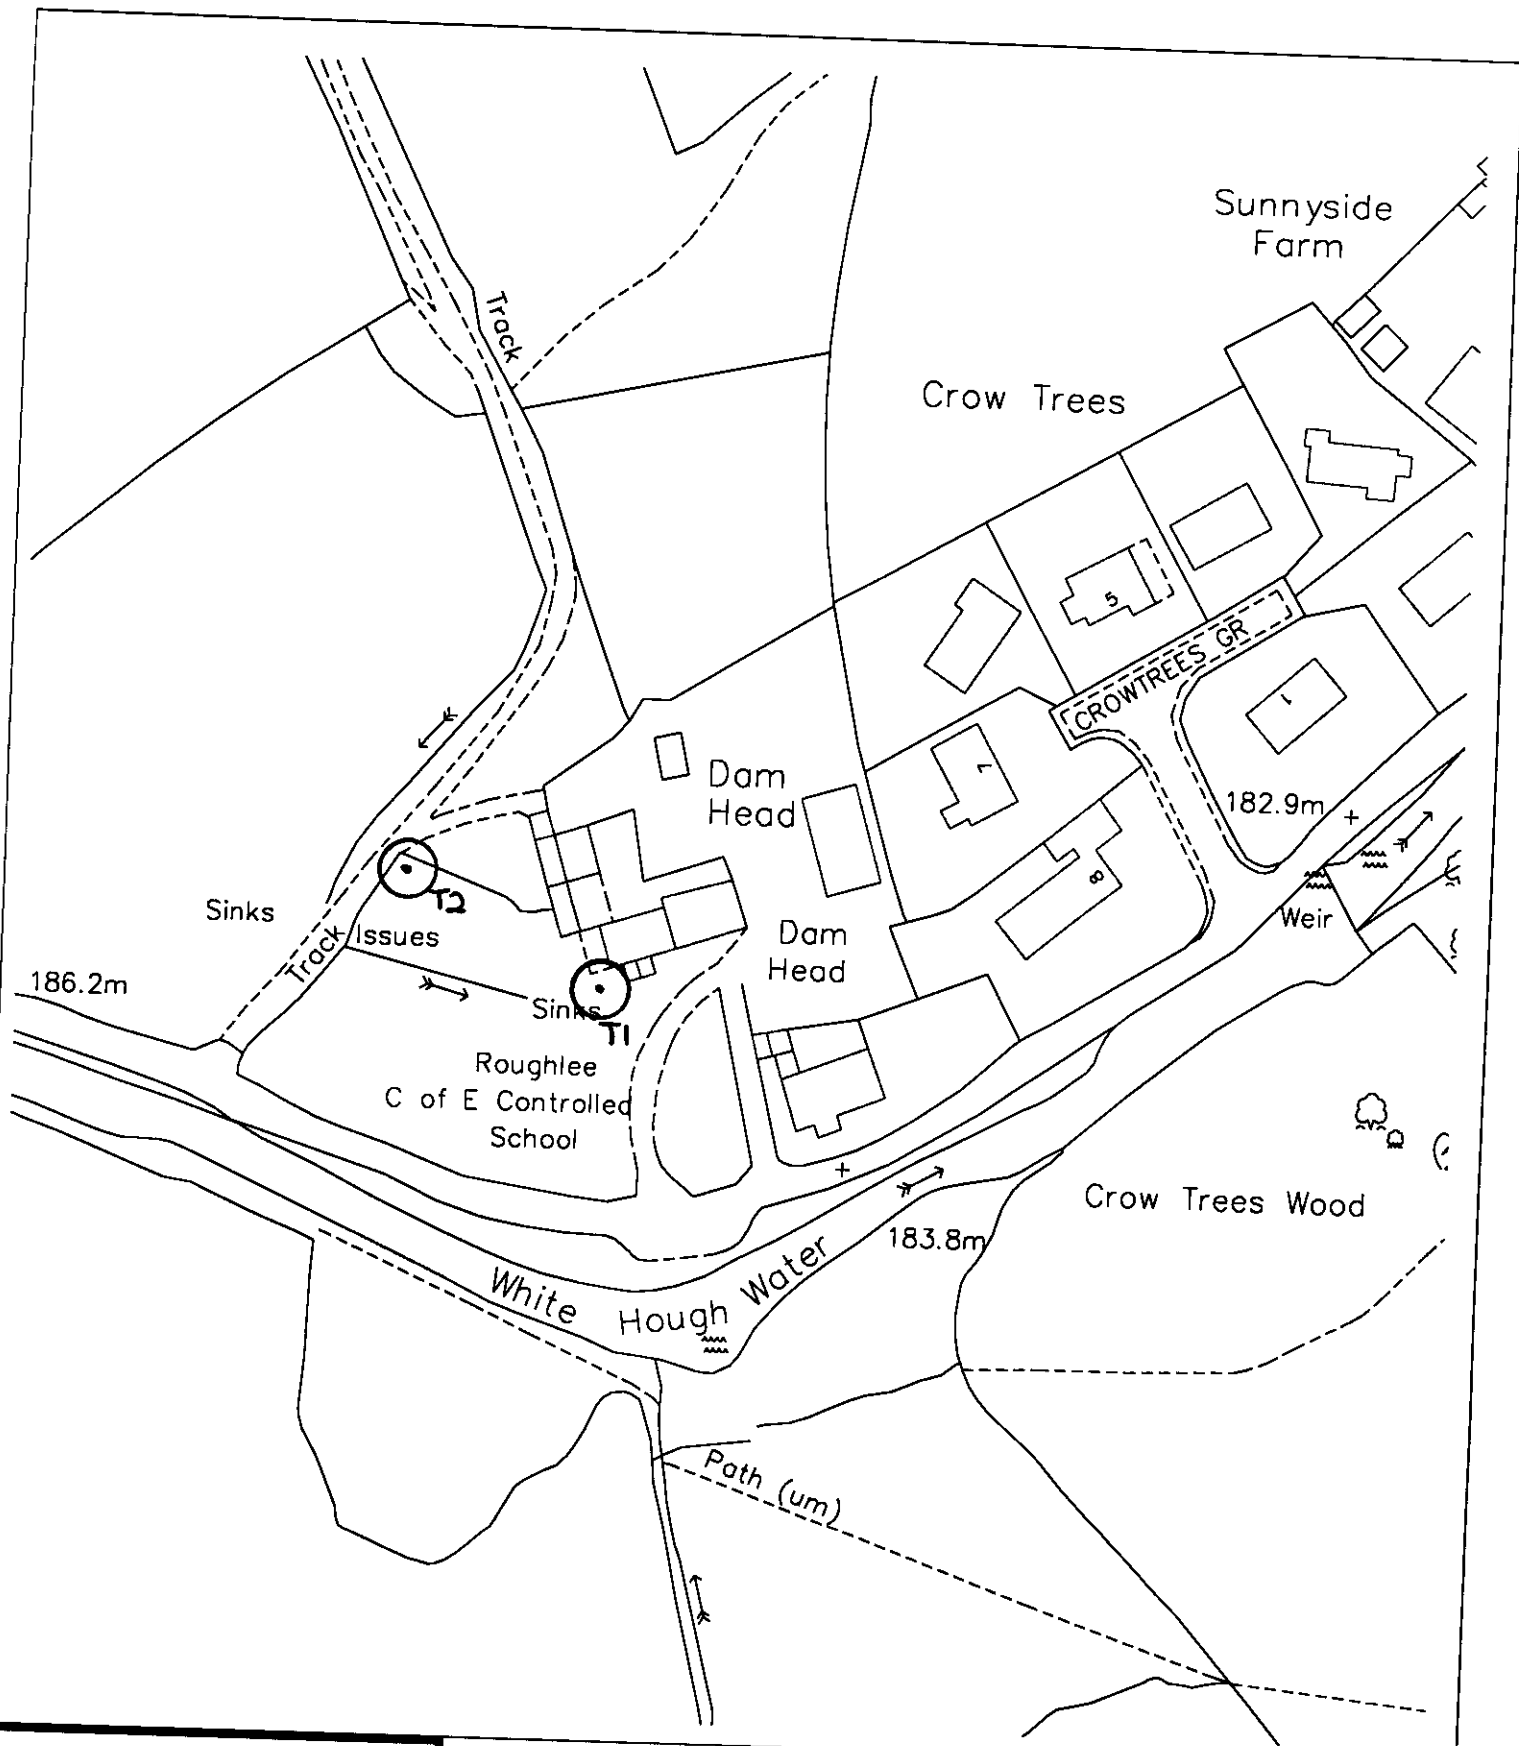 Sunnyside
Farm
Track
Crow Trees
5
CROWTREES GR
1
Dam
Head
7
182.9m
8
T2
Sinks
Issues
Weir
Dam
Head
Track
186.2m
Sinks
T1
Roughlee
C of E Controlled
School
Crow Trees Wood
183.8m
White Hough Water
Path (um)